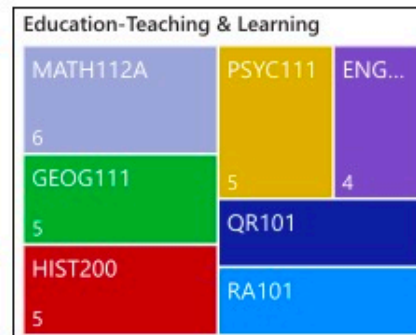 Education-Teaching & Learning
MATH112A
6
GEOG111
5
HIST200
5
PSYC111
5
ENG...
4
QR101
RA101